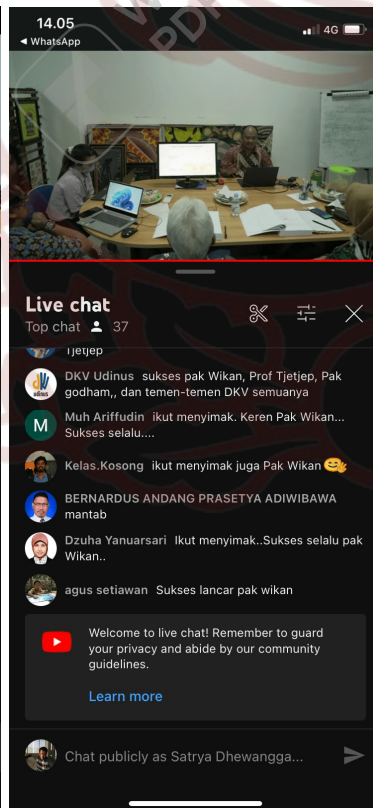 14.05
4G
◀ WhatsApp
Live chat
Top chat 37
Tjetjep
DKV Udinus sukses pak Wikan, Prof Tjetjep, Pak
godham,, dan temen-temen DKV semuanya
M Muh Ariffudin ikut menyimak. Keren Pak Wikan...
Sukses selalu....
Kelas.Kosong ikut menyimak juga Pak Wikan
BERNARDUS ANDANG PRASETYA ADIWIBAWA
mantab
Dzuha Yanuarsari Ikut menyimak..Sukses selalu pak
Wikan..
agus setiawan Sukses lancar pak wikan
Welcome to live chat! Remember to guard
your privacy and abide by our community
guidelines.
Learn more
Chat publicly as Satrya Dhewangga...